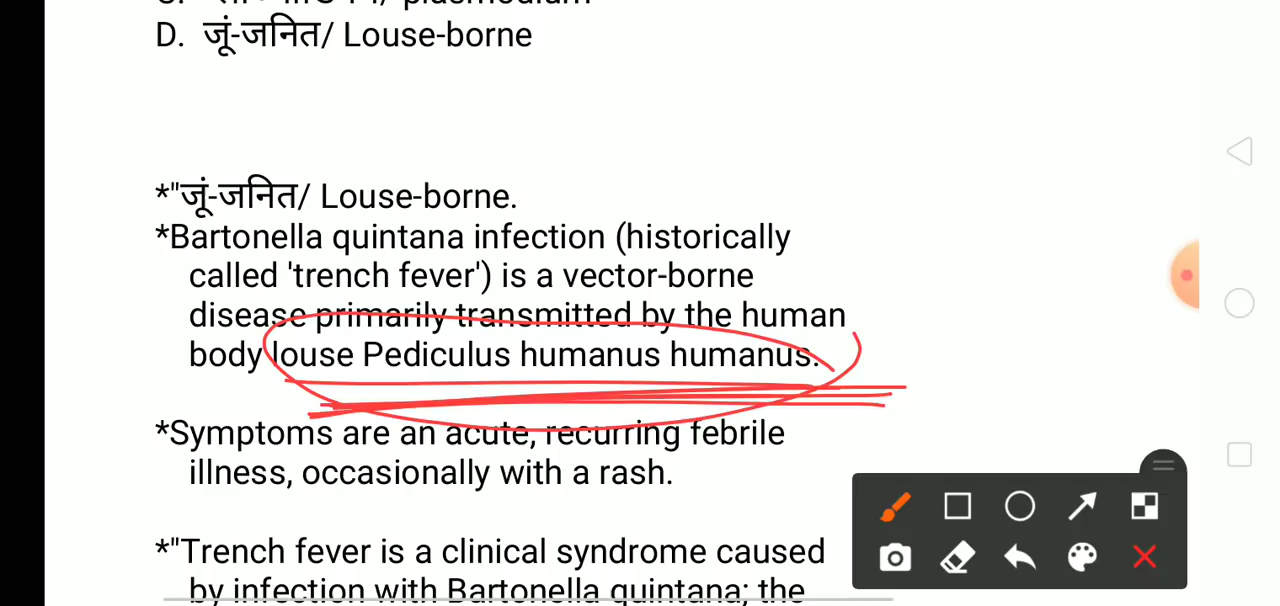 D. जूं-जनित/ Louse-borne
*"जूं-जनित/ Louse-borne.
*Bartonella quintana infection (historically
called 'trench fever') is a vector-borne
disease primarily transmitted by the human
body louse Pediculus humanus humanus.
*Symptoms are an acute, recurring febrile
illness, occasionally with a rash.
*"Trench fever is a clinical syndrome caused
by infection with Bartonella quintana; the